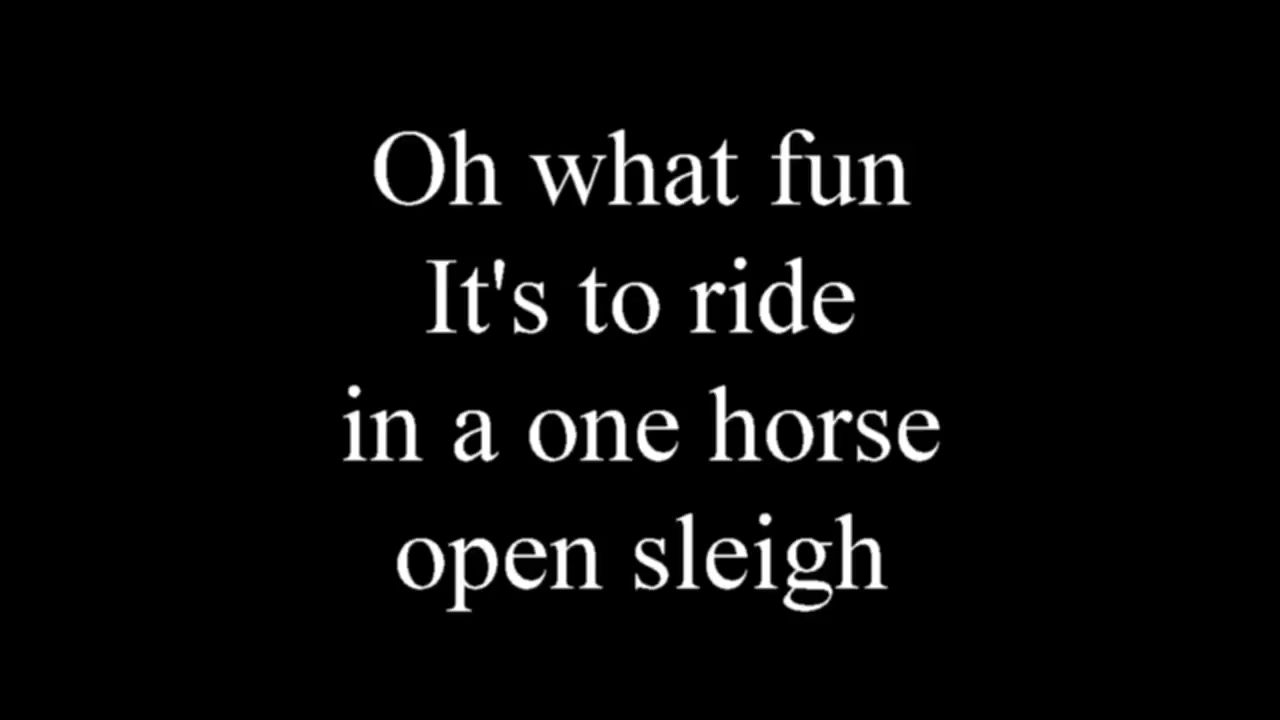 Oh what fun
It's to ride
in a one horse
open sleigh